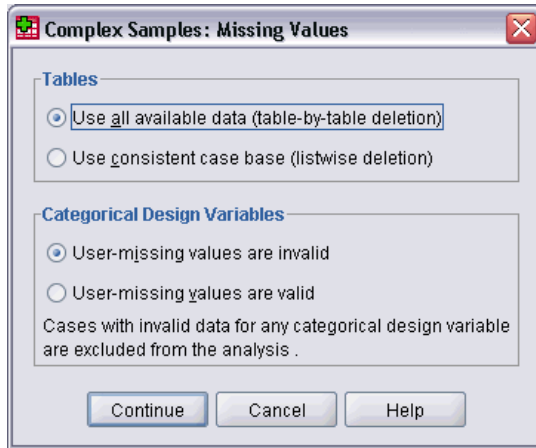 Complex Samples: Missing Values
Tables
Use all available data (table-by-table deletion)
Use consistent case base (listwise deletion)
Categorical Design Variables
User-missing values are invalid
User-missing values are valid
Cases with invalid data for any categorical design variable
are excluded from the analysis .
Continue Cancel Help